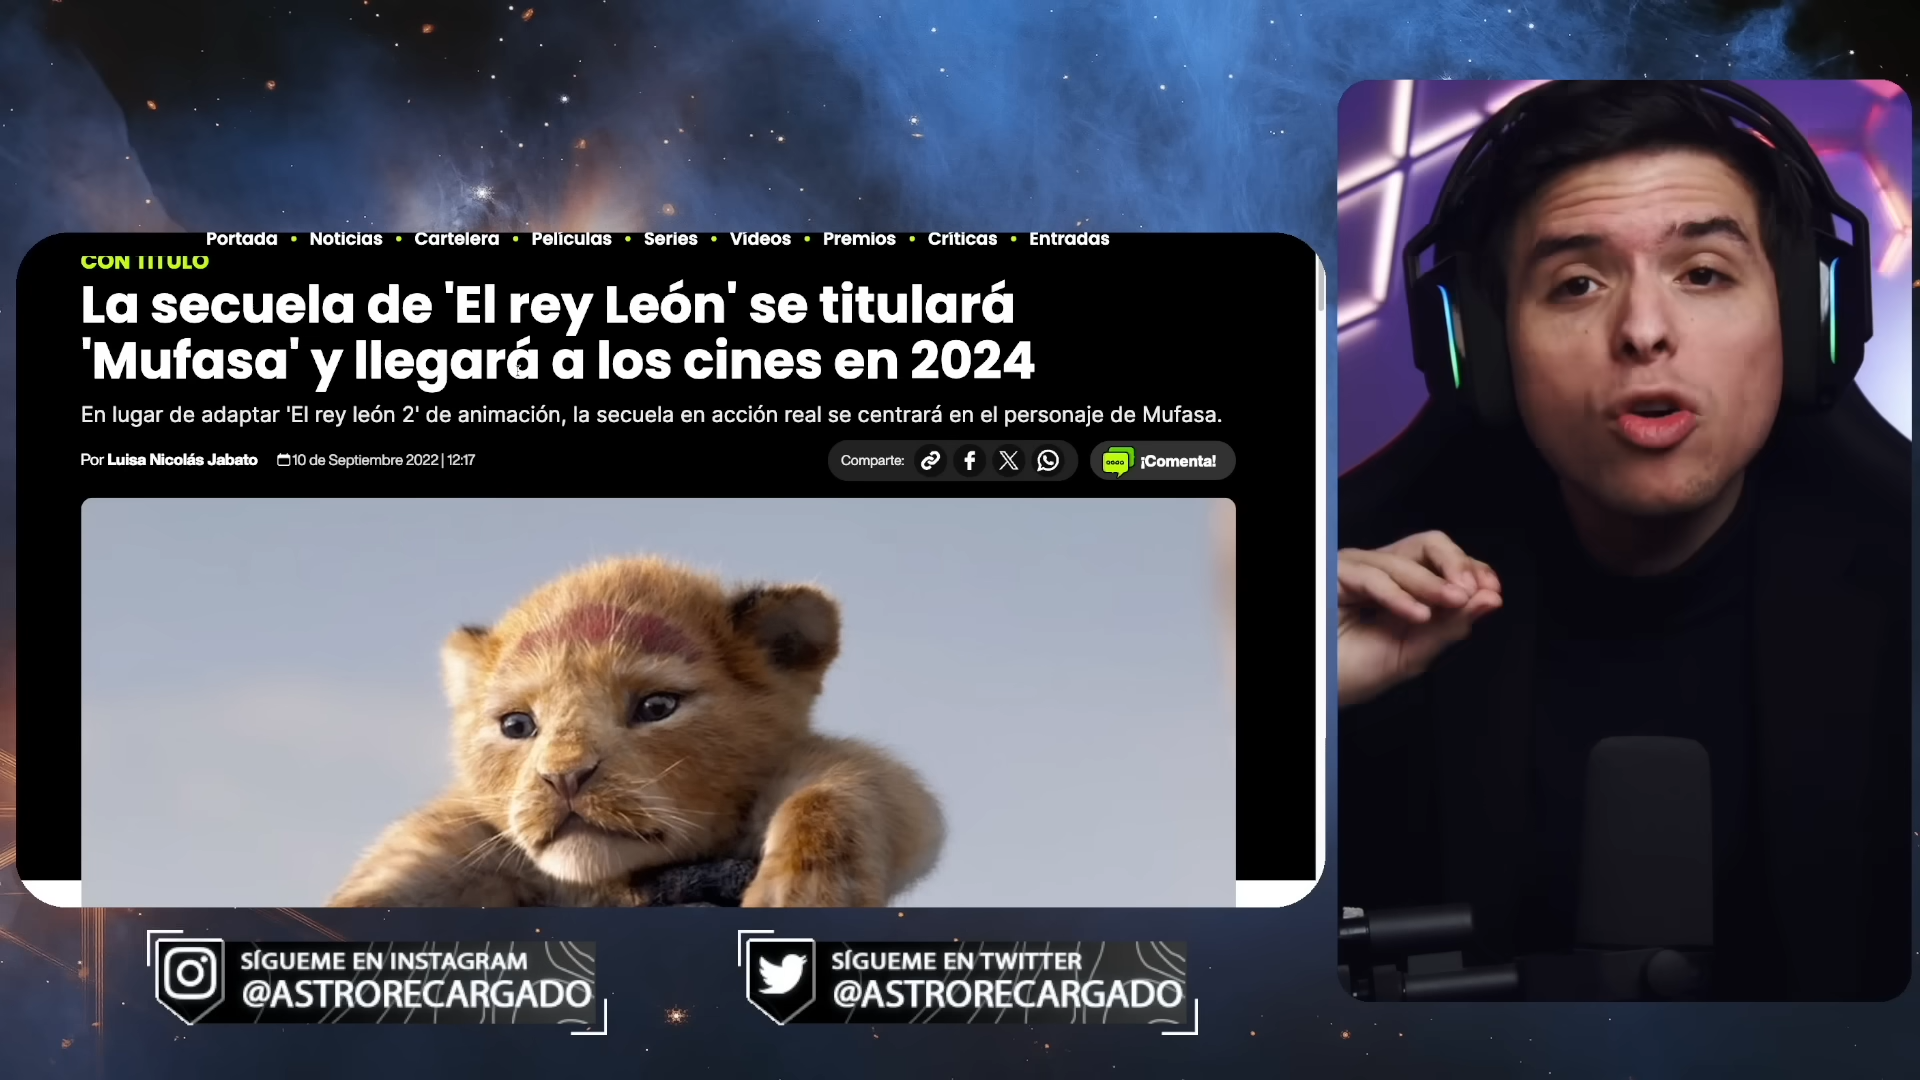 Portada • Noticias • Cartelera • Películas • Series • Vídeos • Premios • Críticas • Entradas
CON TÍTULO
La secuela de 'El rey León' se titulará
'Mufasa' y llegará a los cines en 2024
En lugar de adaptar 'El rey león 2' de animación, la secuela en acción real se centrará en el personaje de Mufasa.
Por Luisa Nicolás Jabato 10 de Septiembre 2022 | 12:17
Comparte:
¡Comenta!
SÍGUEME EN INSTAGRAM
@ASTRORECARGADO
SÍGUEME EN TWITTER
@ASTRORECARGADO